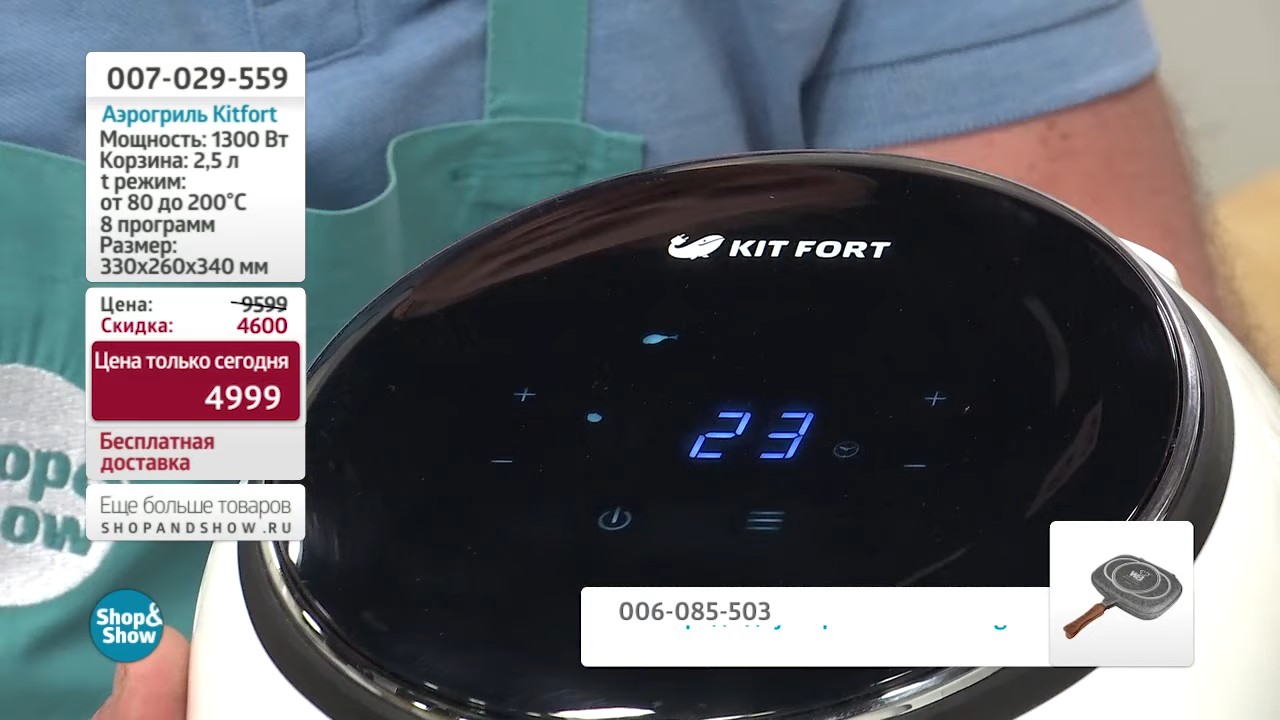 007-029-559
Аэрогриль Kitfort
Мощность: 1300 Вт
Корзина: 2,5 л
t режим:
от 80 до 200°С
8 программ
Размер:
330х260х340 мм
Цена: 9599
Скидка: 4600
Цена только сегодня
4999
Бесплатная
доставка
Еще больше товаров
SHOPANDSHOW.RU
Shop&
Show
KITFORT
23
006-085-503